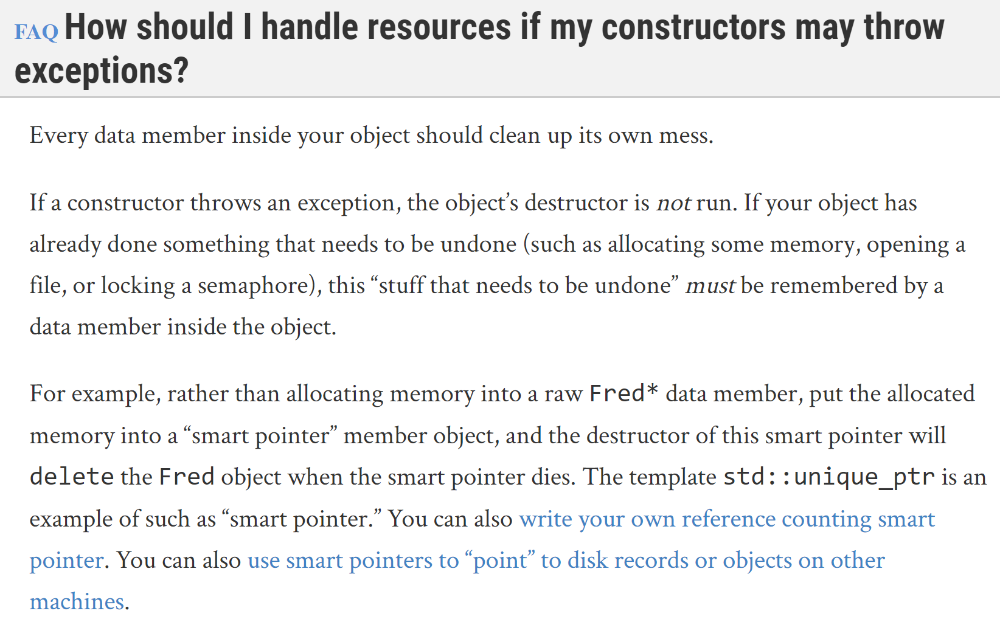 FAQ How should I handle resources if my constructors may throw
exceptions?
Every data member inside your object should clean up its own mess.
If a constructor throws an exception, the object’s destructor is not run. If your object has
already done something that needs to be undone (such as allocating some memory, opening a
file, or locking a semaphore), this “stuff that needs to be undone” must be remembered by a
data member inside the object.
For example, rather than allocating memory into a raw Fred* data member, put the allocated
memory into a “smart pointer” member object, and the destructor of this smart pointer will
delete the Fred object when the smart pointer dies. The template std::unique_ptr is an
example of such as “smart pointer.” You can also write your own reference counting smart
pointer. You can also use smart pointers to “point” to disk records or objects on other
machines.